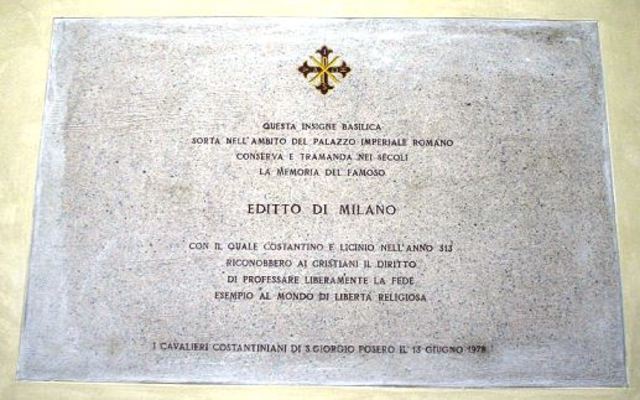 QUESTA INSIGNE BASILICA
SORTA NELL'AMBITO DEL PALAZZO IMPERIALE ROMANO
CONSERVA E TRAMANDA NEI SECOLI
LA MEMORIA DEL FAMOSO
EDITTO DI MILANO
CON IL QUALE COSTANTINO E LICINIO NELL'ANNO 313
RICONOBBERO AI CRISTIANI IL DIRITTO
DI PROFESSARE LIBERAMENTE LA FEDE
ESEMPIO AL MONDO DI LIBERTÀ RELIGIOSA
I CAVALIERI COSTANTINIANI DI S.GIORGIO POSERO IL 13 GIUGNO 1978